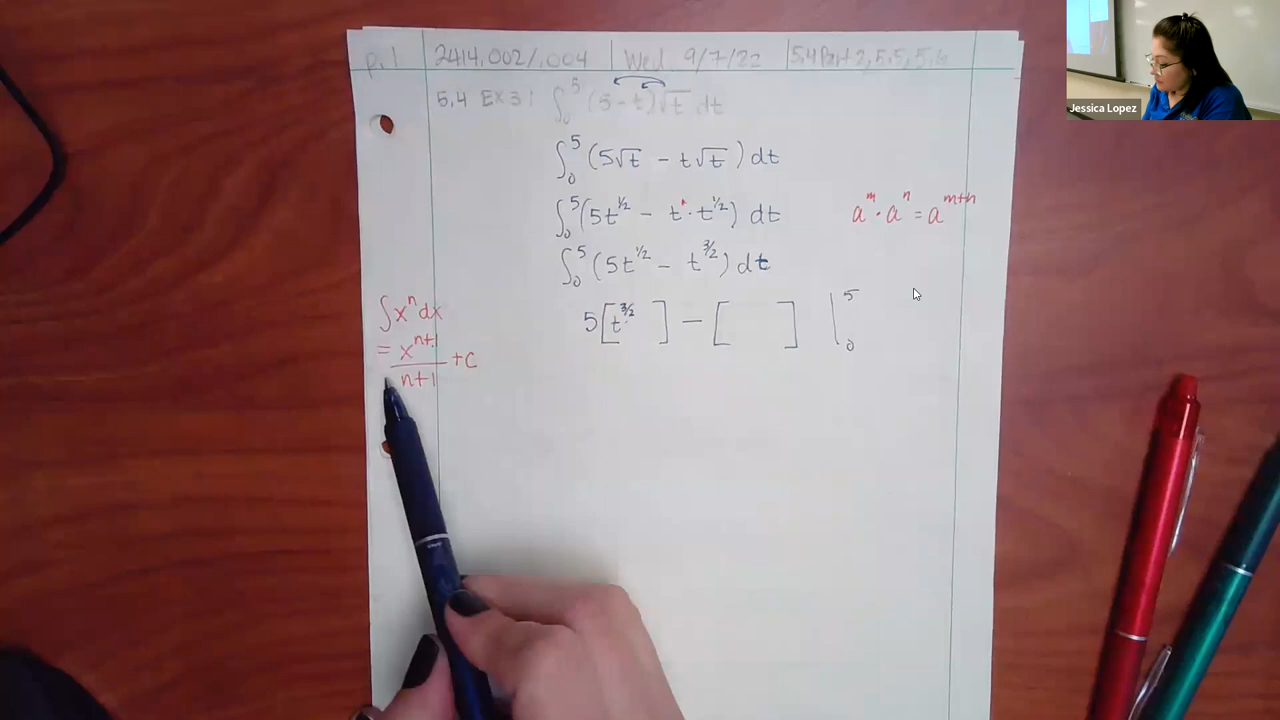 p.1 2414.002/.004 Wed 9/7/22 5.4 Part 2, 5.5, 5.6
5.4 EX 3: ∫₀⁵ (5-t)√t dt
∫₀⁵ (5√t - t√t) dt
∫₀⁵ (5t^1/2 - t¹·t^1/2) dt
a^m · a^n = a^m+n
∫₀⁵ (5t^1/2 - t^3/2) dt
5[t^3/2 ] - [ ] |₀⁵
∫x^n dx
= x^n+1 / n+1 + C
Jessica Lopez